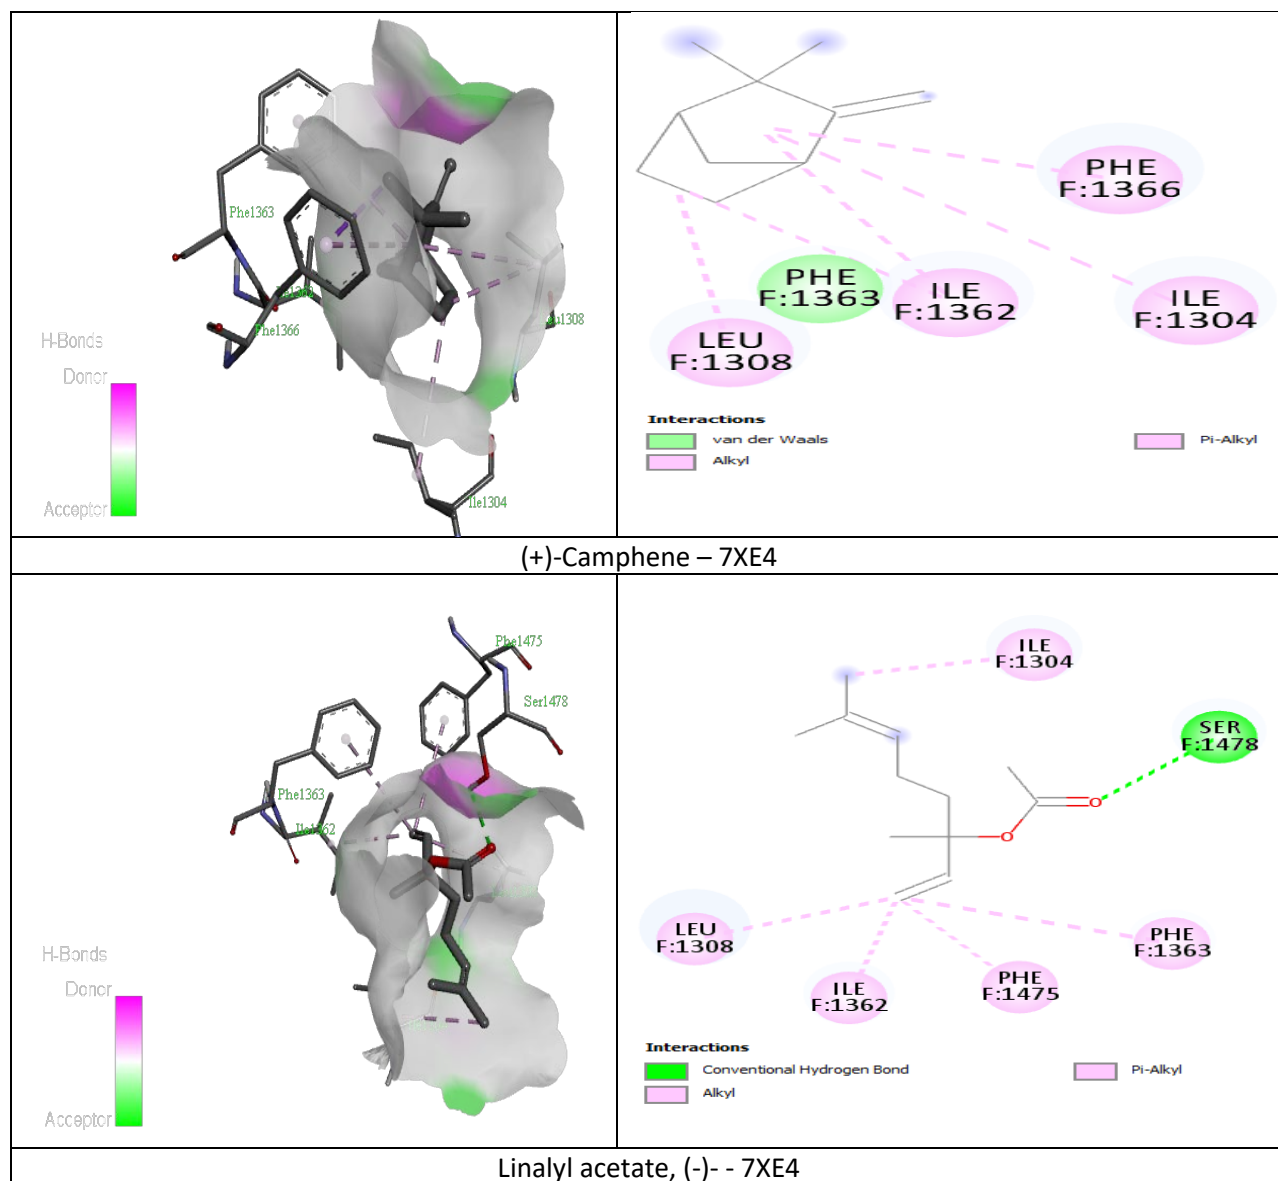 Phe1363
Phe1366
Ile1304
H-Bonds
Donor
Acceptor
PHE
F:1366
PHE
F:1363
ILE
F:1362
ILE
F:1304
LEU
F:1308
Interactions
van der Waals
Pi-Alkyl
Alkyl
(+)-Camphene – 7XE4
Phe1475
Ser1478
Phe1363
Ile1362
H-Bonds
Donor
Acceptor
ILE
F:1304
SER
F:1478
LEU
F:1308
PHE
F:1363
ILE
F:1362
PHE
F:1475
Interactions
Conventional Hydrogen Bond
Pi-Alkyl
Alkyl
Linalyl acetate, (-)- - 7XE4